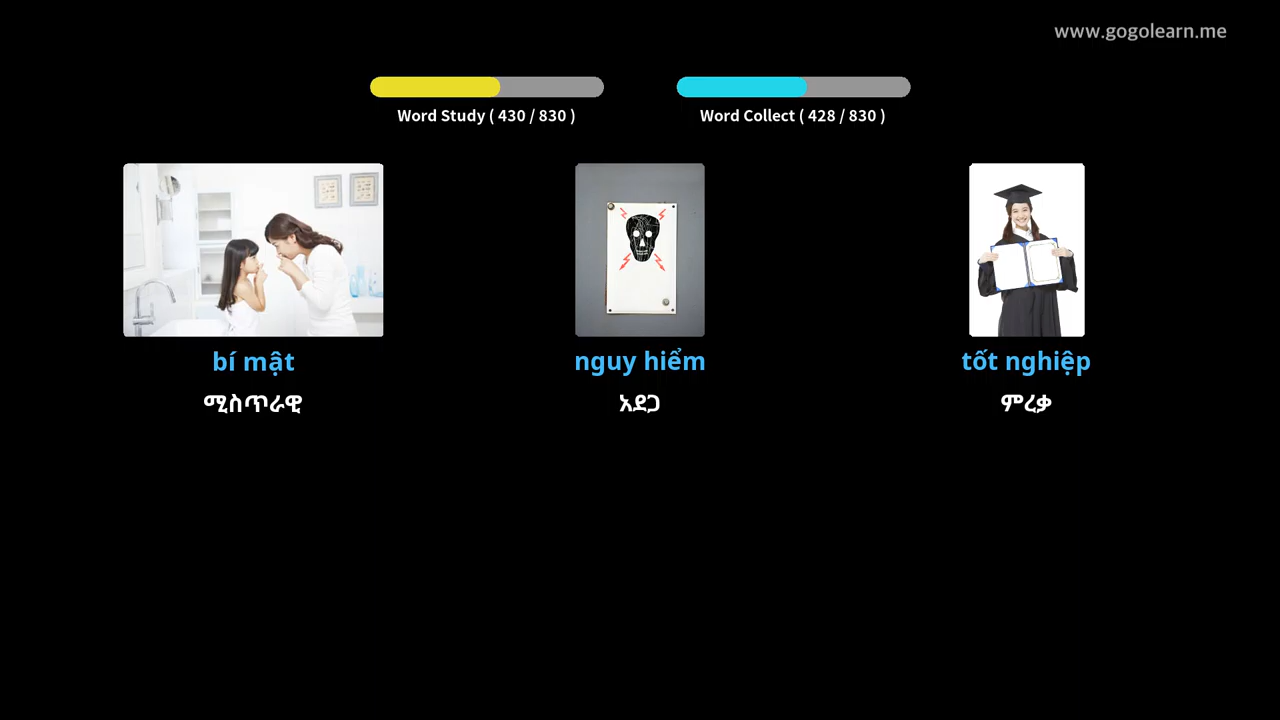 www.gogolearn.me
Word Study ( 430 / 830 )
Word Collect ( 428 / 830 )
bí mật
ሚስጥራዊ
nguy hiểm
አደጋ
tốt nghiệp
ምረቃ